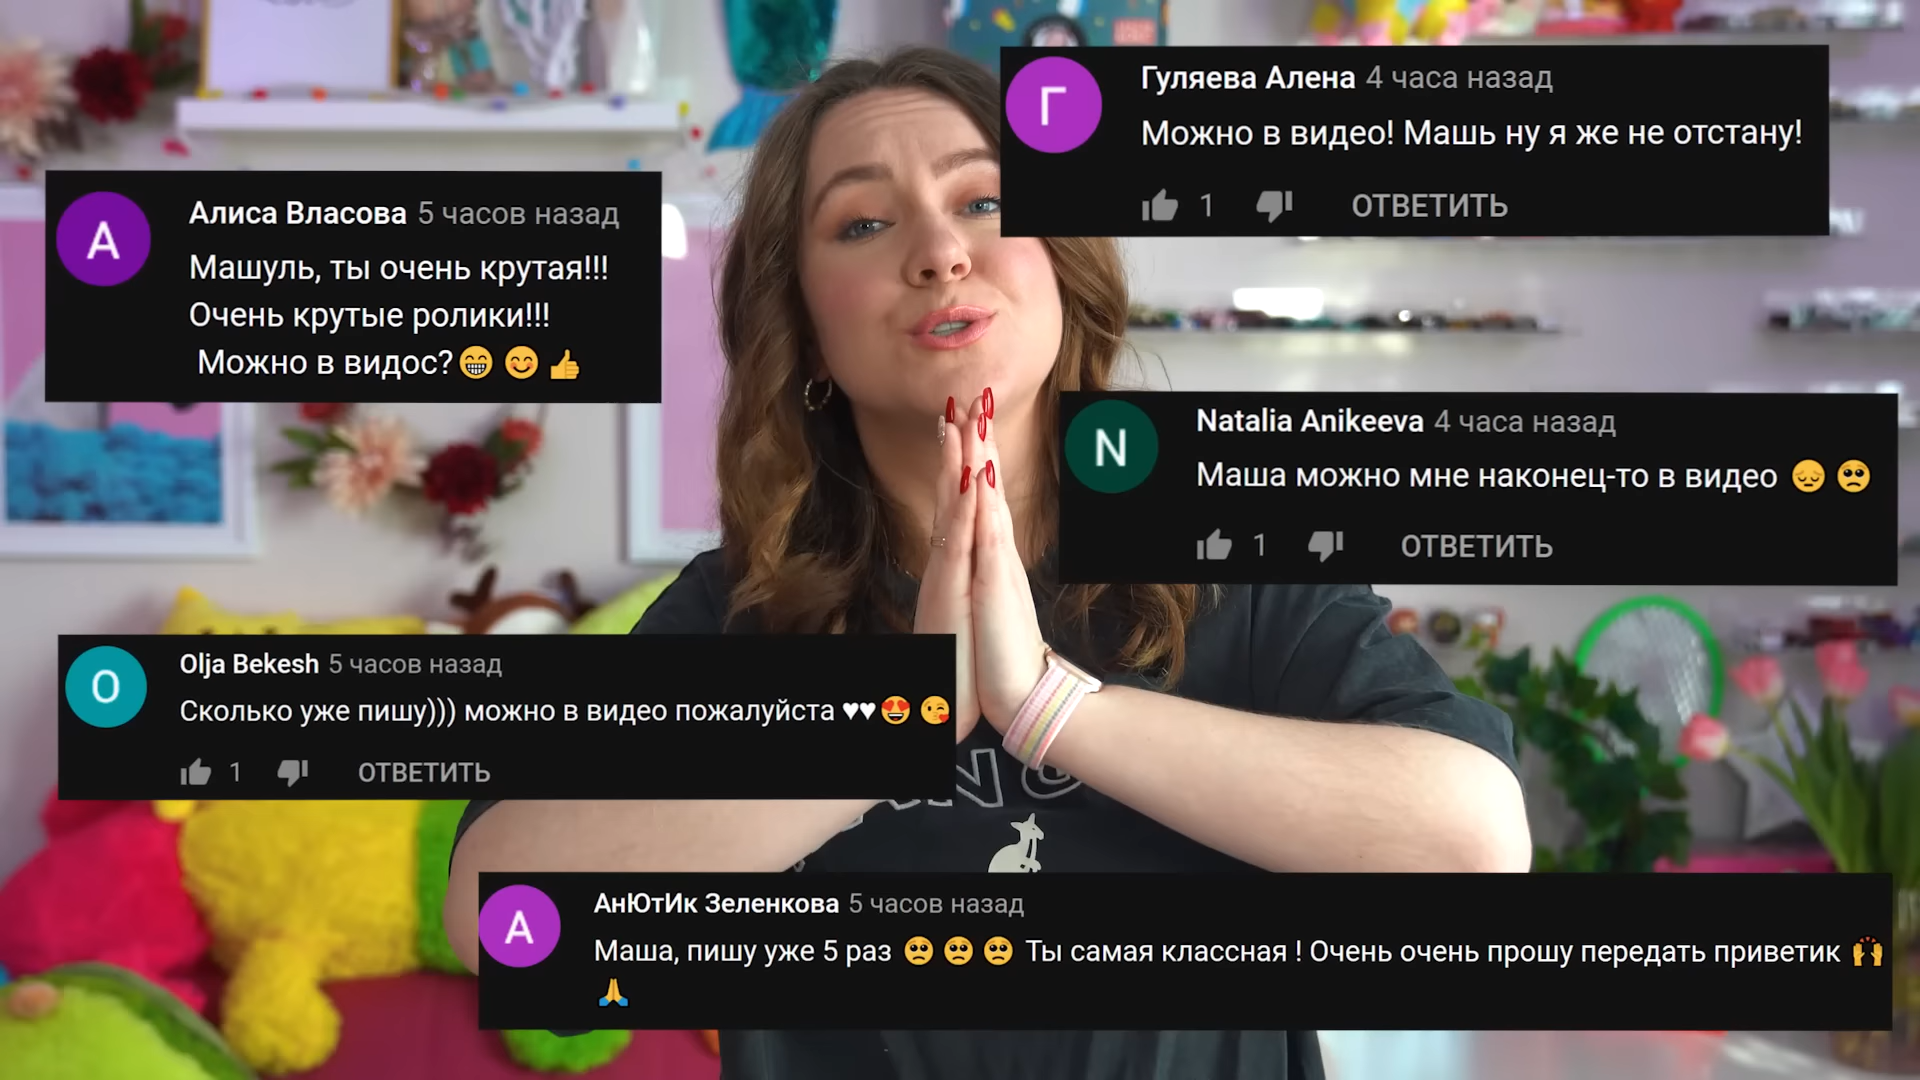 Гуляева Алена 4 часа назад
Можно в видео! Машь ну я же не отстану!
1 ОТВЕТИТЬ
Алиса Власова 5 часов назад
Машуль, ты очень крутая!!!
Очень крутые ролики!!!
Можно в видос?😁😊👍
Natalia Anikeeva 4 часа назад
Маша можно мне наконец-то в видео 😔🥺
1 ОТВЕТИТЬ
Olja Bekesh 5 часов назад
Сколько уже пишу))) можно в видео пожалуйста ♥♥😍😘
1 ОТВЕТИТЬ
АнЮтИк Зеленкова 5 часов назад
Маша, пишу уже 5 раз 🥺🥺🥺 Ты самая классная ! Очень очень прошу передать приветик 🙌
🙏